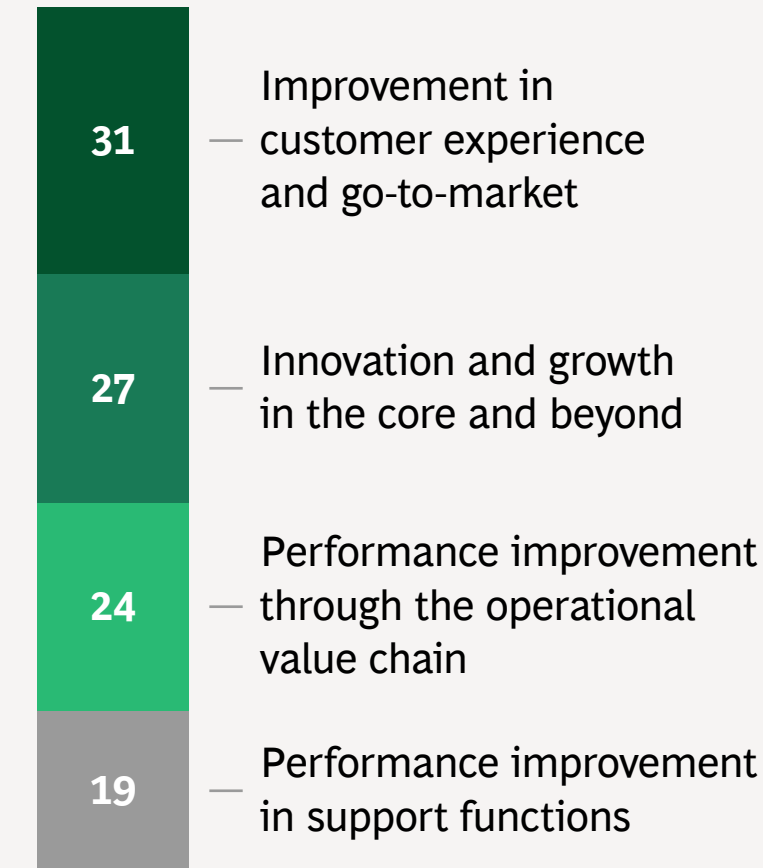 31
Improvement in
customer experience
and go-to-market
27
Innovation and growth
in the core and beyond
24
Performance improvement
through the operational
value chain
19
Performance improvement
in support functions